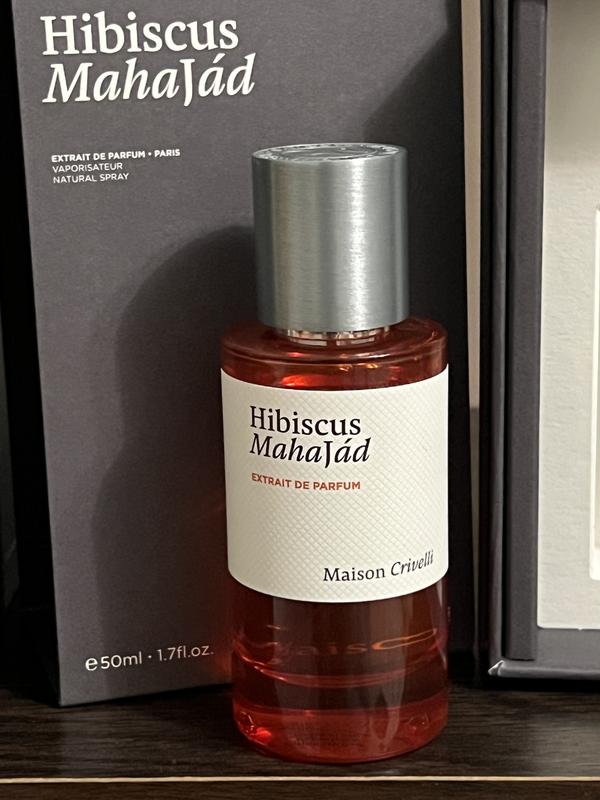 Hibiscus
MahaJád
EXTRAIT DE PARFUM • PARIS
VAPORISATEUR
NATURAL SPRAY
Hibiscus
MahaJád
EXTRAIT DE PARFUM
Maison Crivelli
e50ml · 1.7fl.oz.